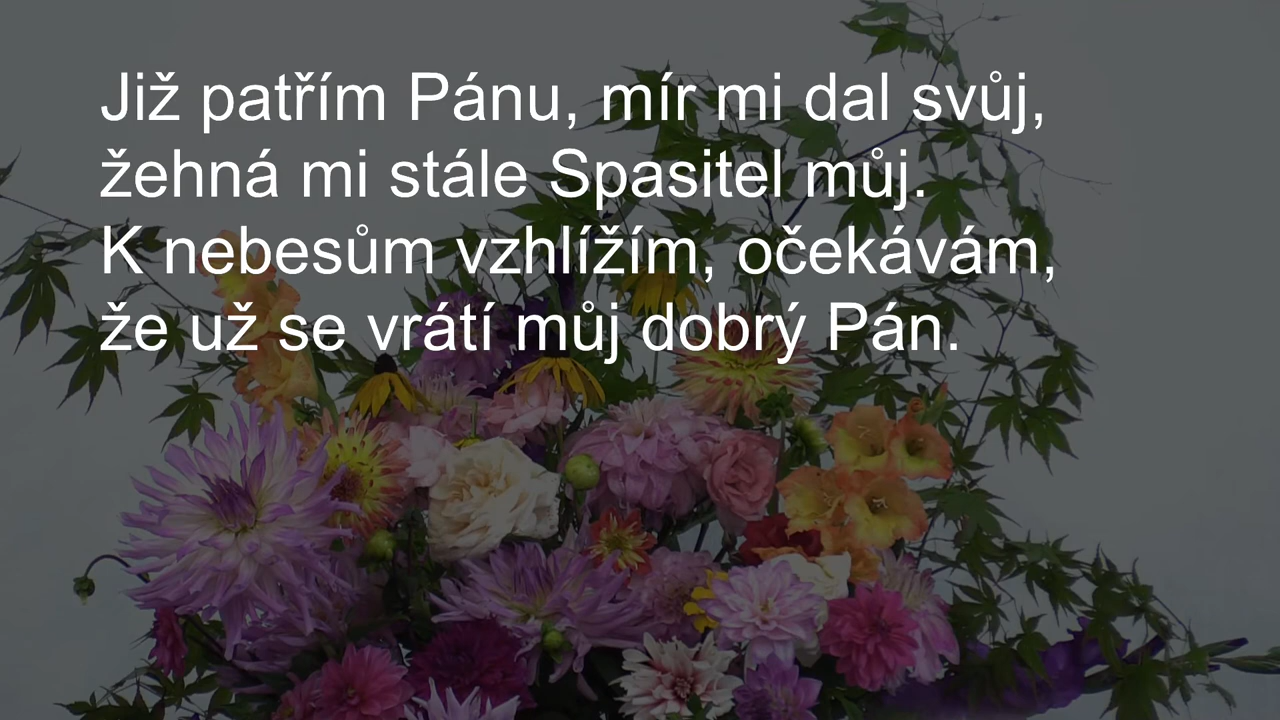 Již patřím Pánu, mír mi dal svůj,
žehná mi stále Spasitel můj.
K nebesům vzhlížím, očekávám,
že už se vrátí můj dobrý Pán.